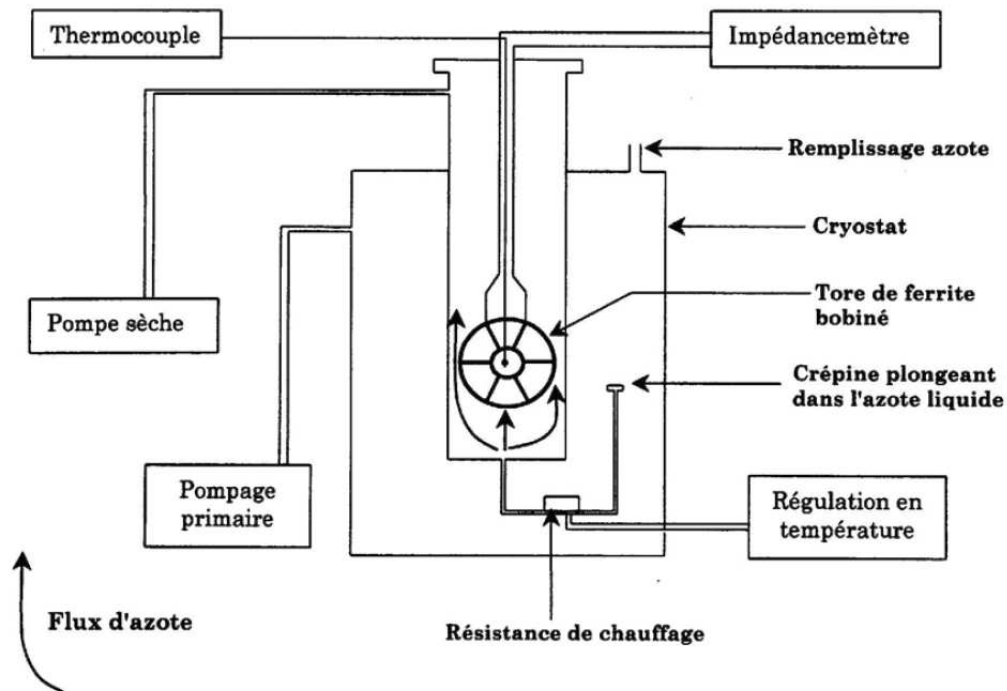 Thermocouple
Impédancemètre
Remplissage azote
Cryostat
Tore de ferrite
bobiné
Pompe sèche
Crépine plongeant
dans l'azote liquide
Pompage
primaire
Régulation en
température
Flux d'azote
Résistance de chauffage